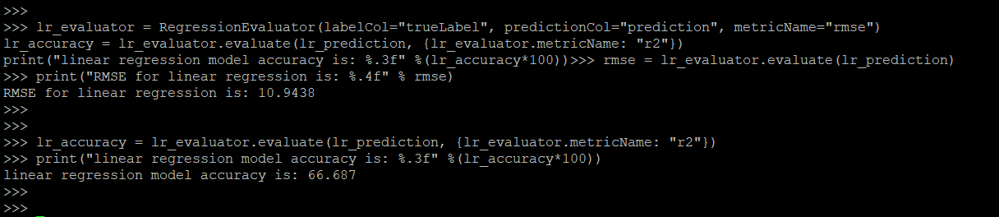 >>>
>>> lr_evaluator = RegressionEvaluator(labelCol="trueLabel", predictionCol="prediction", metricName="rmse")
lr_accuracy = lr_evaluator.evaluate(lr_prediction, {lr_evaluator.metricName: "r2"})
print("linear regression model accuracy is: %.3f" %(lr_accuracy*100))>>> rmse = lr_evaluator.evaluate(lr_prediction)
>>> print("RMSE for linear regression is: %.4f" % rmse)
RMSE for linear regression is: 10.9438
>>>
>>>
>>> lr_accuracy = lr_evaluator.evaluate(lr_prediction, {lr_evaluator.metricName: "r2"})
>>> print("linear regression model accuracy is: %.3f" %(lr_accuracy*100))
linear regression model accuracy is: 66.687
>>>
>>> _